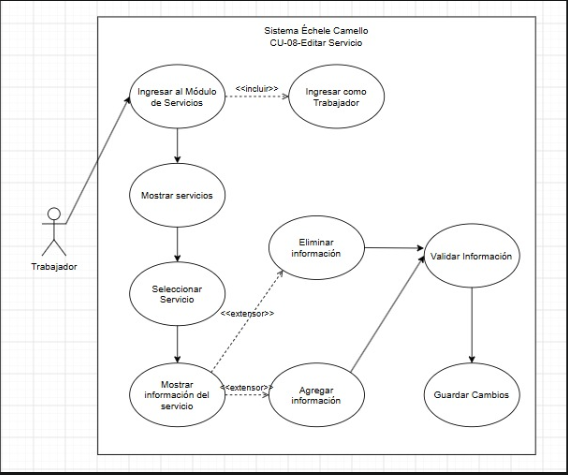 Sistema Échele Camello
CU-08-Editar Servicio
Ingresar al Módulo
de Servicios
<<incluir>>
Ingresar como
Trabajador
Mostrar servicios
Trabajador
Eliminar
información
Validar Información
Seleccionar
Servicio
<<extensor>>
Mostrar
información del
servicio
<<extensor>>
Agregar
información
Guardar Cambios